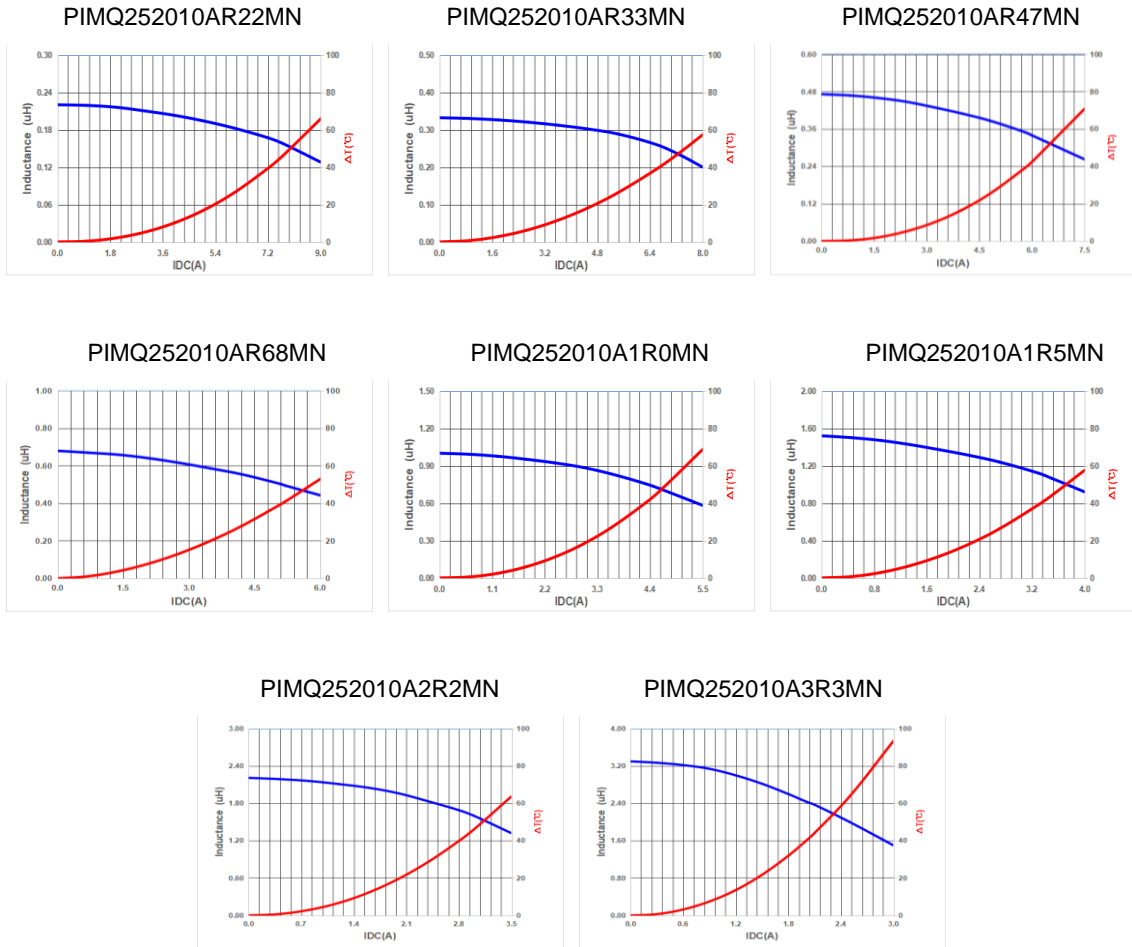 PIMQ252010AR22MN PIMQ252010AR33MN PIMQ252010AR47MN
0.30 0.24 0.18 0.12 0.06 0.00
Inductance (uH)
100 80 60 40 20 0
ΔT(℃)
0.0 1.8 3.6 5.4 7.2 9.0
IDC(A)
0.50 0.40 0.30 0.20 0.10 0.00
Inductance (uH)
100 80 60 40 20 0
ΔT(℃)
0.0 1.6 3.2 4.8 6.4 8.0
IDC(A)
0.60 0.48 0.36 0.24 0.12 0.00
Inductance (uH)
100 80 60 40 20 0
ΔT(℃)
0.0 1.5 3.0 4.5 6.0 7.5
IDC(A)
PIMQ252010AR68MN PIMQ252010A1R0MN PIMQ252010A1R5MN
1.00 0.80 0.60 0.40 0.20 0.00
Inductance (uH)
100 80 60 40 20 0
ΔT(℃)
0.0 1.5 3.0 4.5 6.0
IDC(A)
1.50 1.20 0.90 0.60 0.30 0.00
Inductance (uH)
100 80 60 40 20 0
ΔT(℃)
0.0 1.1 2.2 3.3 4.4 5.5
IDC(A)
2.00 1.60 1.20 0.80 0.40 0.00
Inductance (uH)
100 80 60 40 20 0
ΔT(℃)
0.0 0.8 1.6 2.4 3.2 4.0
IDC(A)
PIMQ252010A2R2MN PIMQ252010A3R3MN
3.00 2.40 1.80 1.20 0.60 0.00
Inductance (uH)
100 80 60 40 20 0
ΔT(℃)
0.0 0.7 1.4 2.1 2.8 3.5
IDC(A)
4.00 3.20 2.40 1.60 0.80 0.00
Inductance (uH)
100 80 60 40 20 0
ΔT(℃)
0.0 0.6 1.2 1.8 2.4 3.0
IDC(A)